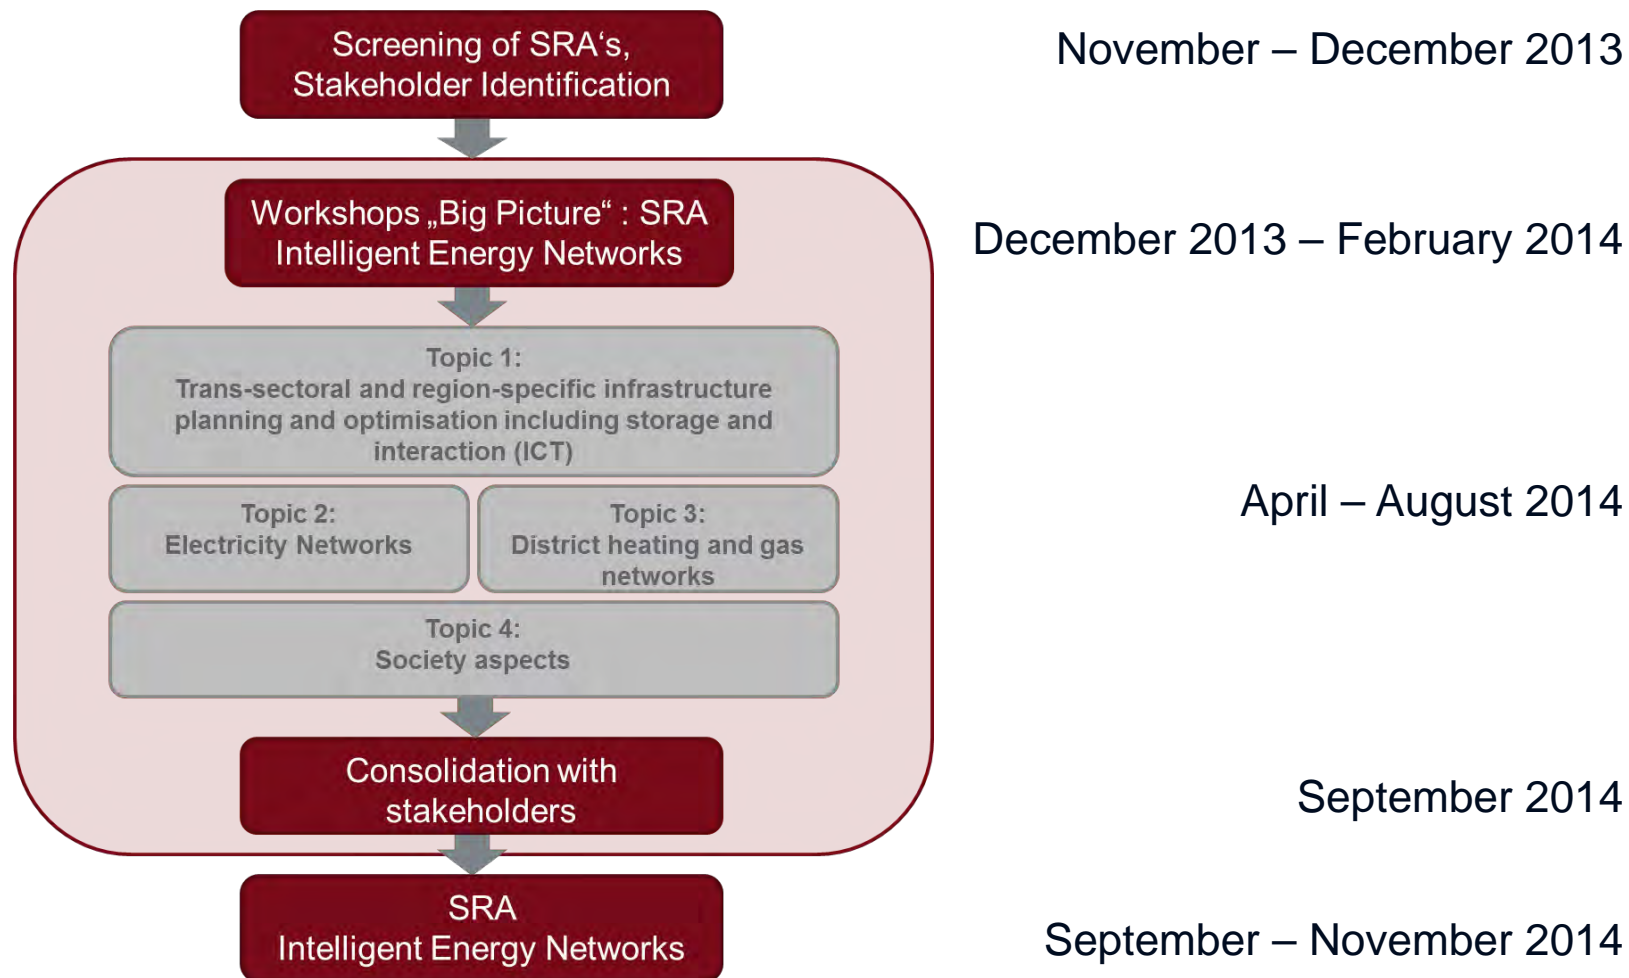 Screening of SRA‘s,
Stakeholder Identification
November – December 2013
Workshops „Big Picture“ : SRA
Intelligent Energy Networks
December 2013 – February 2014
Topic 1:
Trans-sectoral and region-specific infrastructure
planning and optimisation including storage and
interaction (ICT)
Topic 2:
Electricity Networks
Topic 3:
District heating and gas
networks
April – August 2014
Topic 4:
Society aspects
Consolidation with
stakeholders
September 2014
SRA
Intelligent Energy Networks
September – November 2014